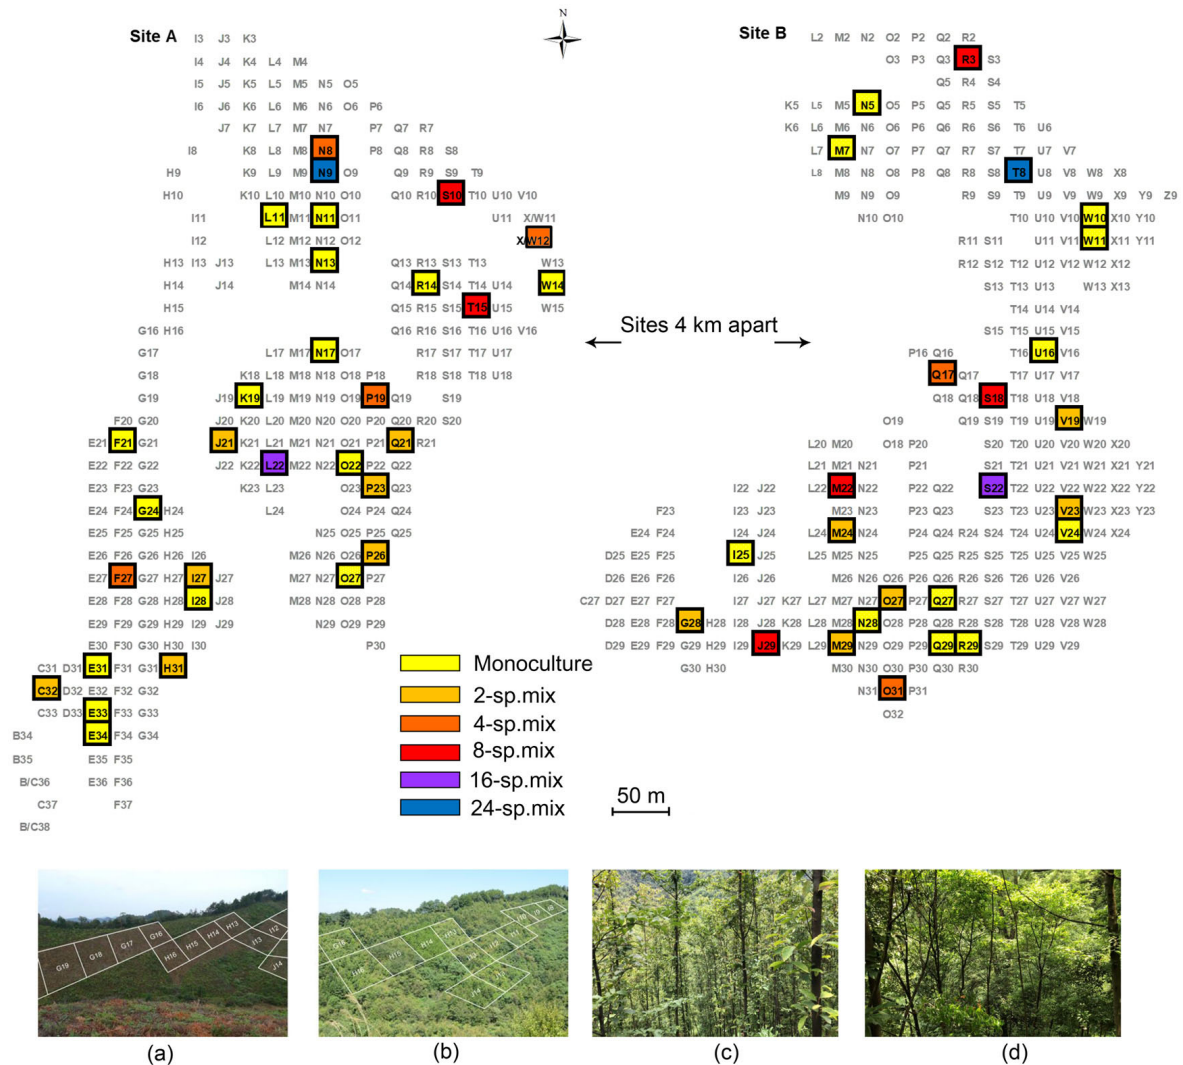 N
Site A
I3 J3 K3
I4 J4 K4 L4 M4
I5 J5 K5 L6 M5 N5 O5
I6 J6 K6 L6 M6 N6 O6 P6
J7 K7 L7 M7 N7 P7 Q7 R7
I8 K8 L8 M8 N8 P8 Q8 R8 S8
H9 K9 L9 M9 N9 O9 Q9 R9 S9 T9
H10 K10 L10 M10 N10 O10 Q10 R10 S10 T10 U10 V10
I11 L11 M11 N11 O11 U11 X/W11
I12 L12 M12 N12 O12 X/W12
H13 I13 J13 L13 M13 N13 Q13 R13 S13 T13 W13
H14 J14 M14 N14 Q14 R14 S14 T14 U14 W14
H15 Q15 R15 S15 T15 U15 W15
G16 H16 Q16 R16 S16 T16 U16 V16
G17 L17 M17 N17 O17 R17 S17 T17 U17
G18 K18 L18 M18 N18 O18 P18 R18 S18 T18 U18
G19 J19 K19 L19 M19 N19 O19 P19 Q19 S19
F20 G20 J20 K20 L20 M20 N20 O20 P20 Q20 R20 S20
E21 F21 G21 J21 K21 L21 M21 N21 O21 P21 Q21 R21
E22 F22 G22 J22 K22 L22 M22 N22 O22 P22 Q22
E23 F23 G23 K23 L23 O23 P23 Q23
E24 F24 G24 H24 L24 O24 P24 Q24
E25 F25 G25 H25 N25 O25 P25 Q25
E26 F26 G26 H26 I26 M26 N26 O26 P26
E27 F27 G27 H27 I27 J27 M27 N27 O27 P27
E28 F28 G28 H28 I28 J28 M28 N28 O28 P28
E29 F29 G29 H29 I29 J29 N29 O29 P29
E30 F30 G30 H30 I30 P30
C31 D31 E31 F31 G31 H31
C32 D32 E32 F32 G32
C33 D33 E33 F33 G33
B34 E34 F34 G34
B35 E35 F35
B/C36 E36 F36
C37 F37
B/C38
Sites 4 km apart
Site B
L2 M2 N2 O2 P2 Q2 R2
O3 P3 Q3 R3 S3
Q5 R4 S4
K5 L5 M5 N5 O5 P5 Q5 R5 S5 T5
K6 L6 M6 N6 O6 P6 Q6 R6 S6 T6 U6
L7 M7 N7 O7 P7 Q7 R7 S7 T7 U7 V7
L8 M8 N8 O8 P8 Q8 R8 S8 T8 U8 V8 W8 X8
M9 N9 O9 R9 S9 T9 U9 V9 W9 X9 Y9 Z9
N10 O10 T10 U10 V10 W10 X10 Y10
R11 S11 U11 V11 W11 X11 Y11
R12 S12 T12 U12 V12 W12 X12
S13 T13 U13 W13 X13
T14 U14 V14
S15 T15 U15 V15
P16 Q16 T16 U16 V16
Q17 Q17 T17 U17 V17
Q18 Q18 S18 T18 U18 V18
O19 Q19 S19 T19 U19 V19 W19
L20 M20 O18 P20 S20 T20 U20 V20 W20 X20
L21 M21 N21 P21 S21 T21 U21 V21 W21 X21 Y21
I22 J22 L22 M22 N22 P22 Q22 S22 T22 U22 V22 W22 X22 Y22
F23 I23 J23 M23 N23 P23 Q23 S23 T23 U23 V23 W23 X23 Y23
E24 F24 I24 J24 L24 M24 N24 P24 Q24 R24 S24 T24 U24 V24 W24 X24
D25 E25 F25 I25 J25 L25 M25 N25 P25 Q25 R25 S25 T25 U25 V25 W25
D26 E26 F26 I26 J26 M26 N26 O26 P26 Q26 R26 S26 T26 U26 V26
C27 D27 E27 F27 I27 J27 K27 L27 M27 N27 O27 P27 Q27 R27 S27 T27 U27 V27 W27
D28 E28 F28 G28 H28 I28 J28 K28 L28 M28 N28 O28 P28 Q28 R28 S28 T28 U28 V28 W28
D29 E29 F29 G29 H29 I29 J29 K29 L29 M29 N29 O29 P29 Q29 R29 S29 T29 U29 V29
G30 H30 M30 N30 O30 P30 Q30 R30
N31 O31 P31
O32
Monoculture
2-sp.mix
4-sp.mix
8-sp.mix
16-sp.mix
24-sp.mix
50 m
G19 G18 G17 G16 H16 H15 H14 H13 I13 I12 J14
H15 H14 H13
(a) (b) (c) (d)